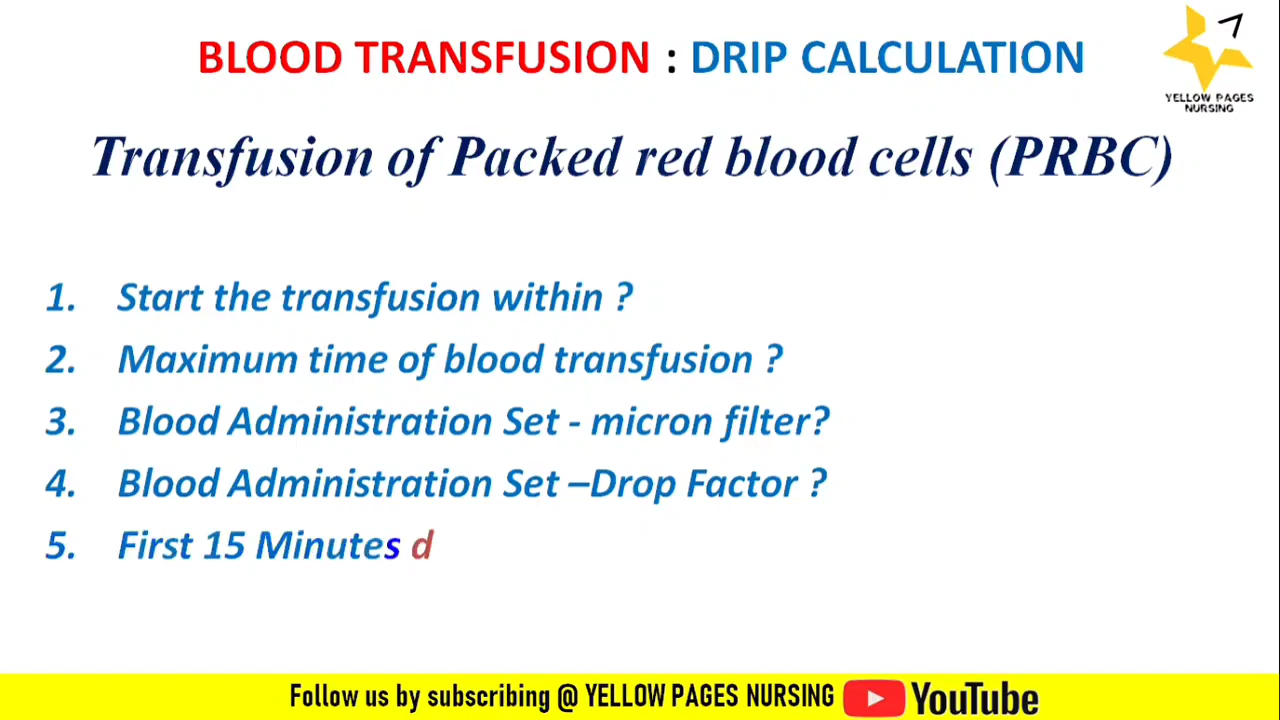 BLOOD TRANSFUSION : DRIP CALCULATION
YELLOW PAGES
NURSING
Transfusion of Packed red blood cells (PRBC)
1. Start the transfusion within ?
2. Maximum time of blood transfusion ?
3. Blood Administration Set - micron filter?
4. Blood Administration Set –Drop Factor ?
5. First 15 Minutes d
Follow us by subscribing @ YELLOW PAGES NURSING YouTube